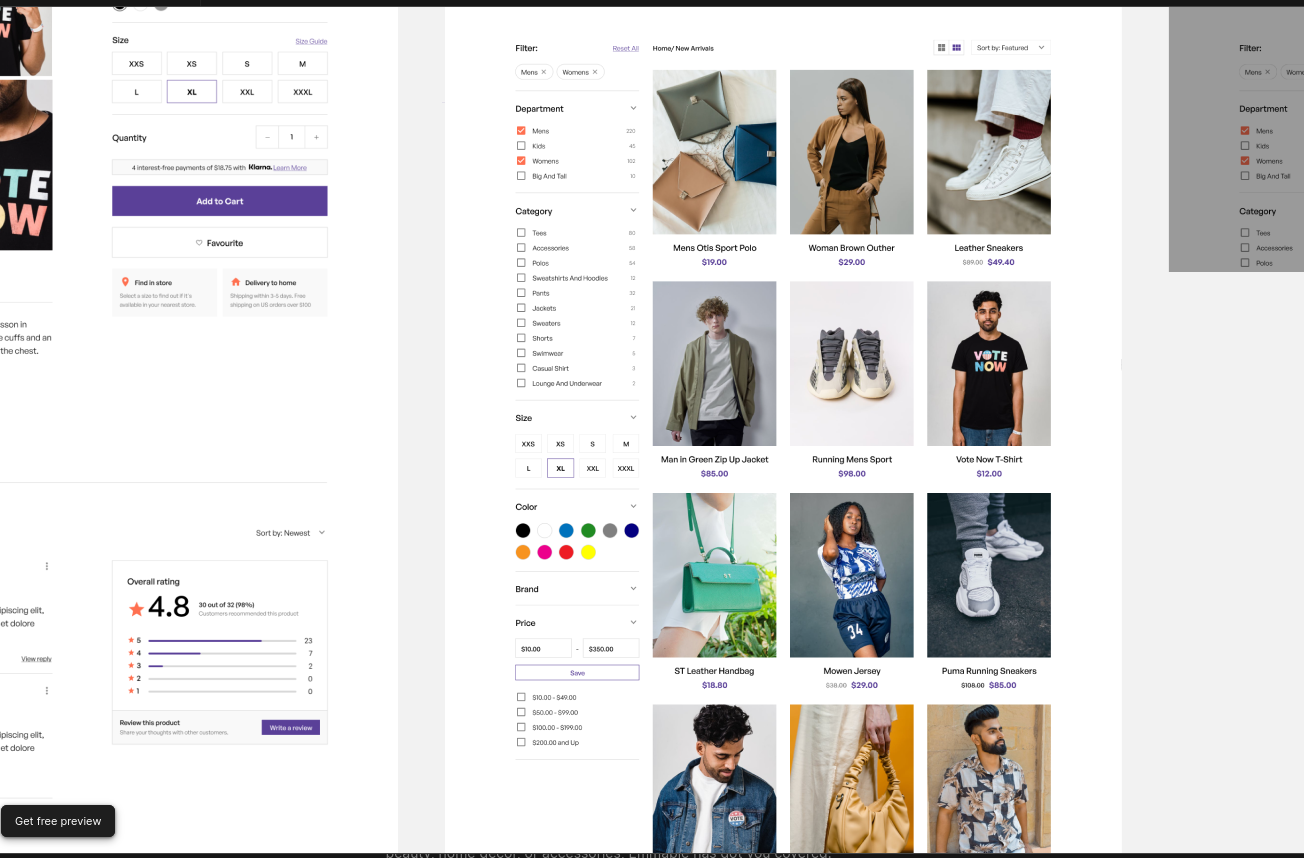 Size
Size Guide
XXS XS S M
L XL XXL XXXL
Quantity
− 1 +
4 interest-free payments of $18.75 with Klarna. Learn More
Add to Cart
Favourite
Find in store
Select a size to find out if it's
available in your nearest store.
Delivery to home
Shipping within 3-5 days. Free
shipping on US orders over $100
TE
OW
sson in
e cuffs and an
the chest.
Sort by: Newest
ipiscing elit,
et dolore
View reply
ipiscing elit,
et dolore
Overall rating
4.8
30 out of 32 (98%)
Customers recommended this product
5 23
4 7
3 2
2 0
1 0
Review this product
Share your thoughts with other customers.
Write a review
Get free preview
Filter:
Reset All
Mens ✕ Womens ✕
Department
Mens 220
Kids 45
Womens 102
Big And Tall 10
Category
Tees 80
Accessories 58
Polos 54
Sweatshirts And Hoodies 12
Pants 32
Jackets 21
Sweaters 12
Shorts 7
Swimwear 5
Casual Shirt 3
Lounge And Underwear 2
Size
XXS XS S M
L XL XXL XXXL
Color
Brand
Price
$10.00 - $350.00
Save
$10.00 - $49.00
$50.00 - $99.00
$100.00 - $199.00
$200.00 and Up
Home/ New Arrivals
Sort by: Featured
Mens Otis Sport Polo
$19.00
Woman Brown Outher
$29.00
Leather Sneakers
$89.00 $49.40
Man in Green Zip Up Jacket
$85.00
Running Mens Sport
$98.00
VOTE
NOW
Vote Now T-Shirt
$12.00
ST Leather Handbag
$18.80
34
Mowen Jersey
$38.00 $29.00
Puma Running Sneakers
$108.00 $85.00
VOTE
Filter:
Mens ✕ Wome
Department
Mens
Kids
Womens
Big And Tall
Category
Tees
Accessories
Polos
beauty, home decor, or accessories, Emmable has got you covered.